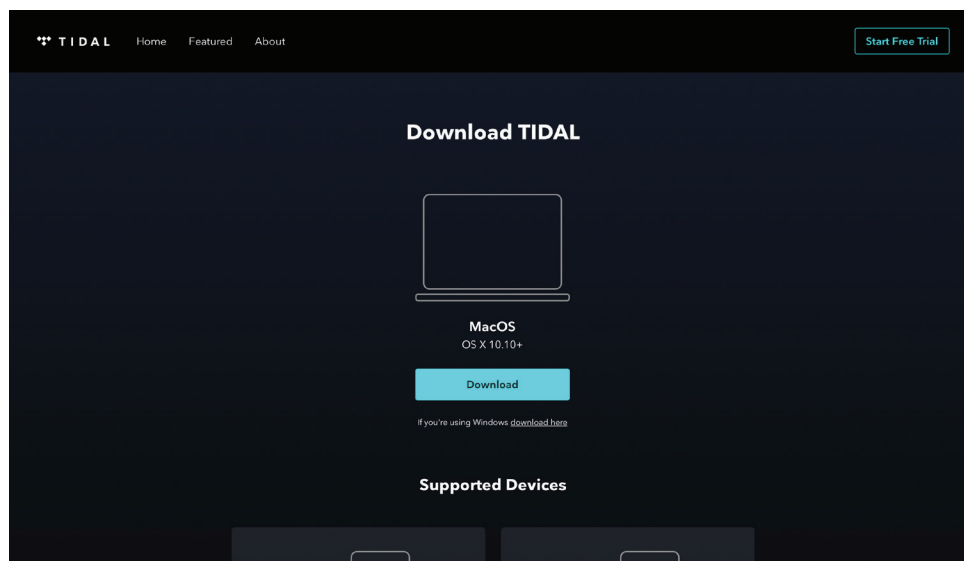 TIDAL Home Featured About Start Free Trial
Download TIDAL
MacOS
OS X 10.10+
Download
If you're using Windows download here
Supported Devices